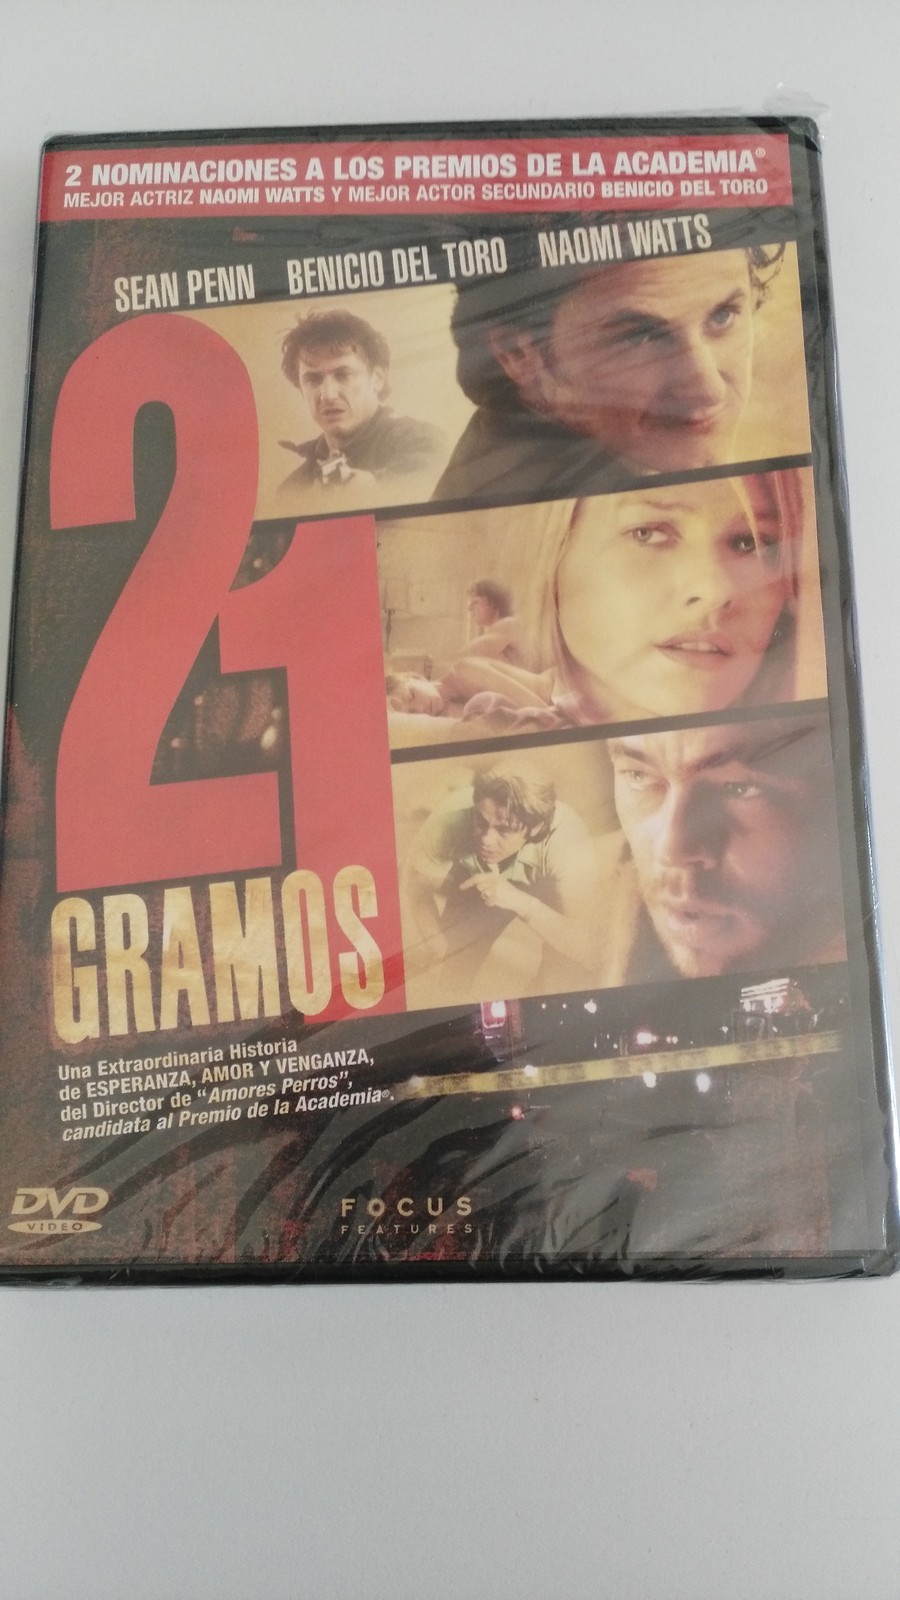 2 NOMINACIONES A LOS PREMIOS DE LA ACADEMIA®
MEJOR ACTRIZ NAOMI WATTS Y MEJOR ACTOR SECUNDARIO BENICIO DEL TORO
SEAN PENN BENICIO DEL TORO NAOMI WATTS
21
GRAMOS
Una Extraordinaria Historia
de ESPERANZA, AMOR Y VENGANZA,
del Director de “Amores Perros”,
candidata al Premio de la Academia®.
DVD
VIDEO
FOCUS
FEATURES